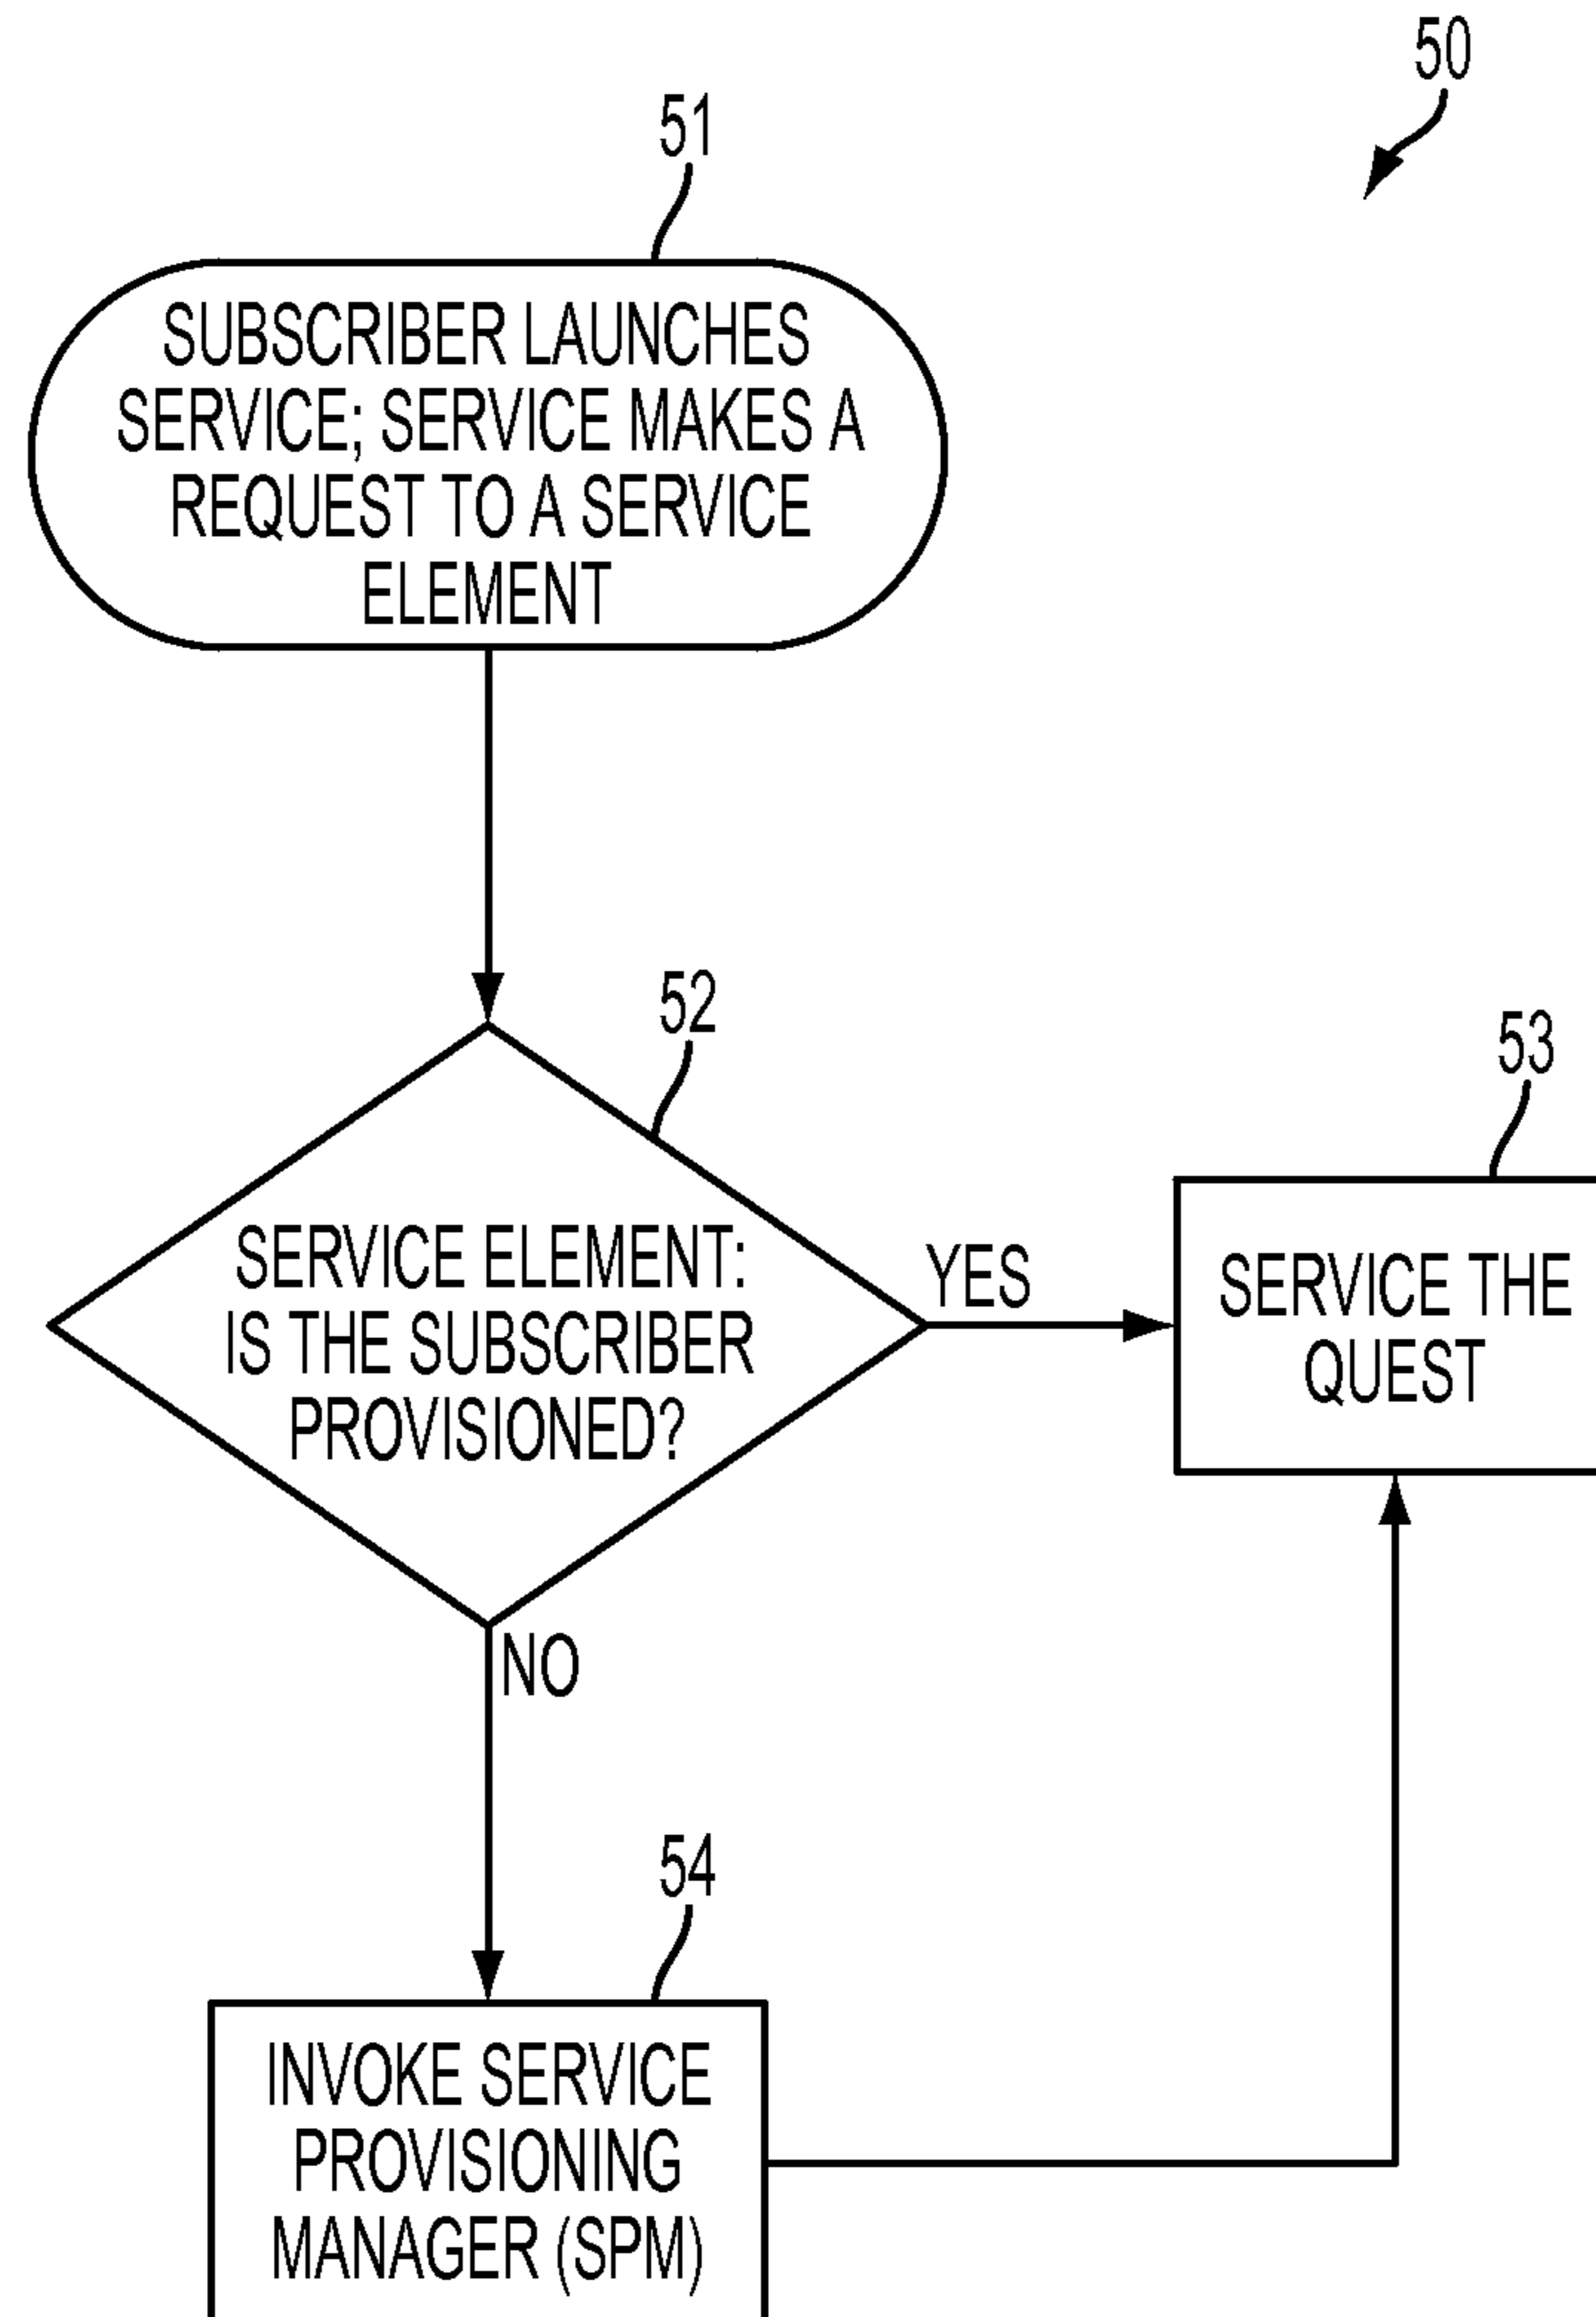 50
51
SUBSCRIBER LAUNCHES
SERVICE; SERVICE MAKES A
REQUEST TO A SERVICE
ELEMENT
52
SERVICE ELEMENT:
IS THE SUBSCRIBER
PROVISIONED?
YES
53
SERVICE THE
QUEST
NO
54
INVOKE SERVICE
PROVISIONING
MANAGER (SPM)